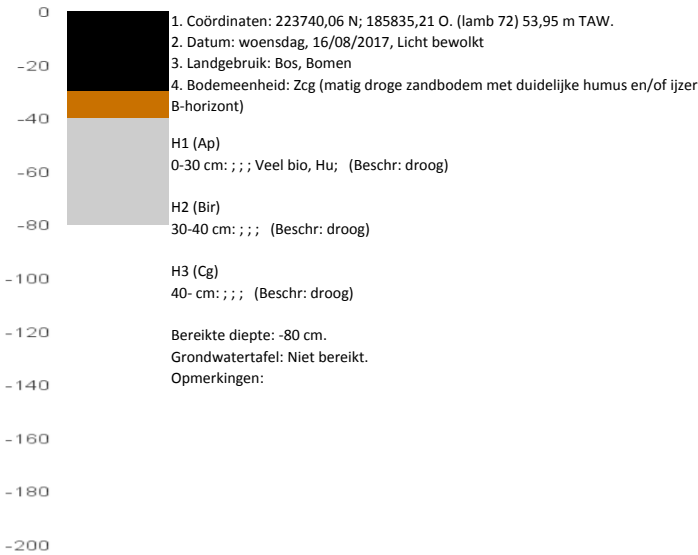 0
-20
-40
-60
-80
-100
-120
-140
-160
-180
-200
1. Coördinaten: 223740,06 N; 185835,21 O. (lamb 72) 53,95 m TAW.
2. Datum: woensdag, 16/08/2017, Licht bewolkt
3. Landgebruik: Bos, Bomen
4. Bodemeenheid: Zcg (matig droge zandbodem met duidelijke humus en/of ijzer
B-horizont)
H1 (Ap)
0-30 cm: ; ; ; Veel bio, Hu; (Beschr: droog)
H2 (Bir)
30-40 cm: ; ; ; (Beschr: droog)
H3 (Cg)
40- cm: ; ; ; (Beschr: droog)
Bereikte diepte: -80 cm.
Grondwatertafel: Niet bereikt.
Opmerkingen: